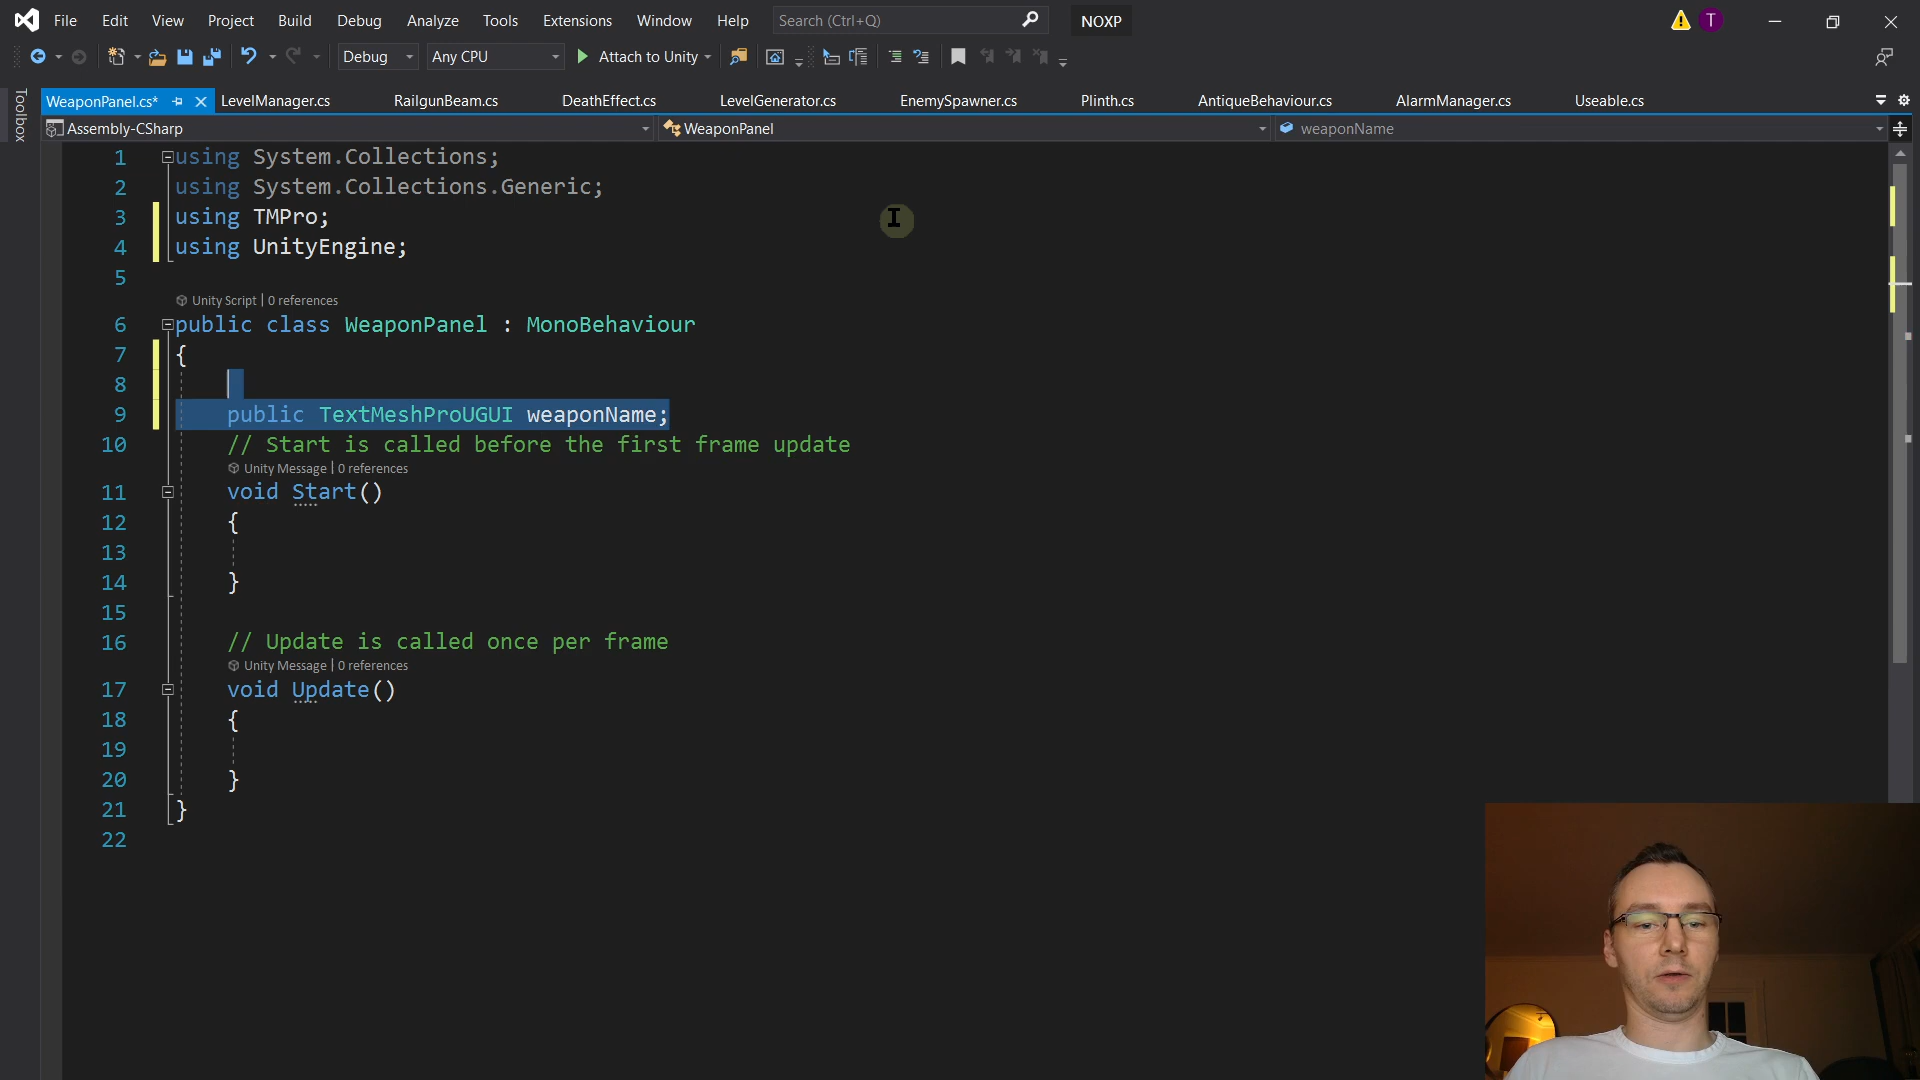 File Edit View Project Build Debug Analyze Tools Extensions Window Help Search (Ctrl+Q) NOXP T
Debug Any CPU Attach to Unity
Toolbox
WeaponPanel.cs* LevelManager.cs RailgunBeam.cs DeathEffect.cs LevelGenerator.cs EnemySpawner.cs Plinth.cs AntiqueBehaviour.cs AlarmManager.cs Useable.cs
Assembly-CSharp WeaponPanel weaponName
1 using System.Collections;
2 using System.Collections.Generic;
3 using TMPro;
4 using UnityEngine;
5
Unity Script | 0 references
6 public class WeaponPanel : MonoBehaviour
7 {
8
9 public TextMeshProUGUI weaponName;
10 // Start is called before the first frame update
Unity Message | 0 references
11 void Start()
12 {
13
14 }
15
16 // Update is called once per frame
Unity Message | 0 references
17 void Update()
18 {
19
20 }
21 }
22